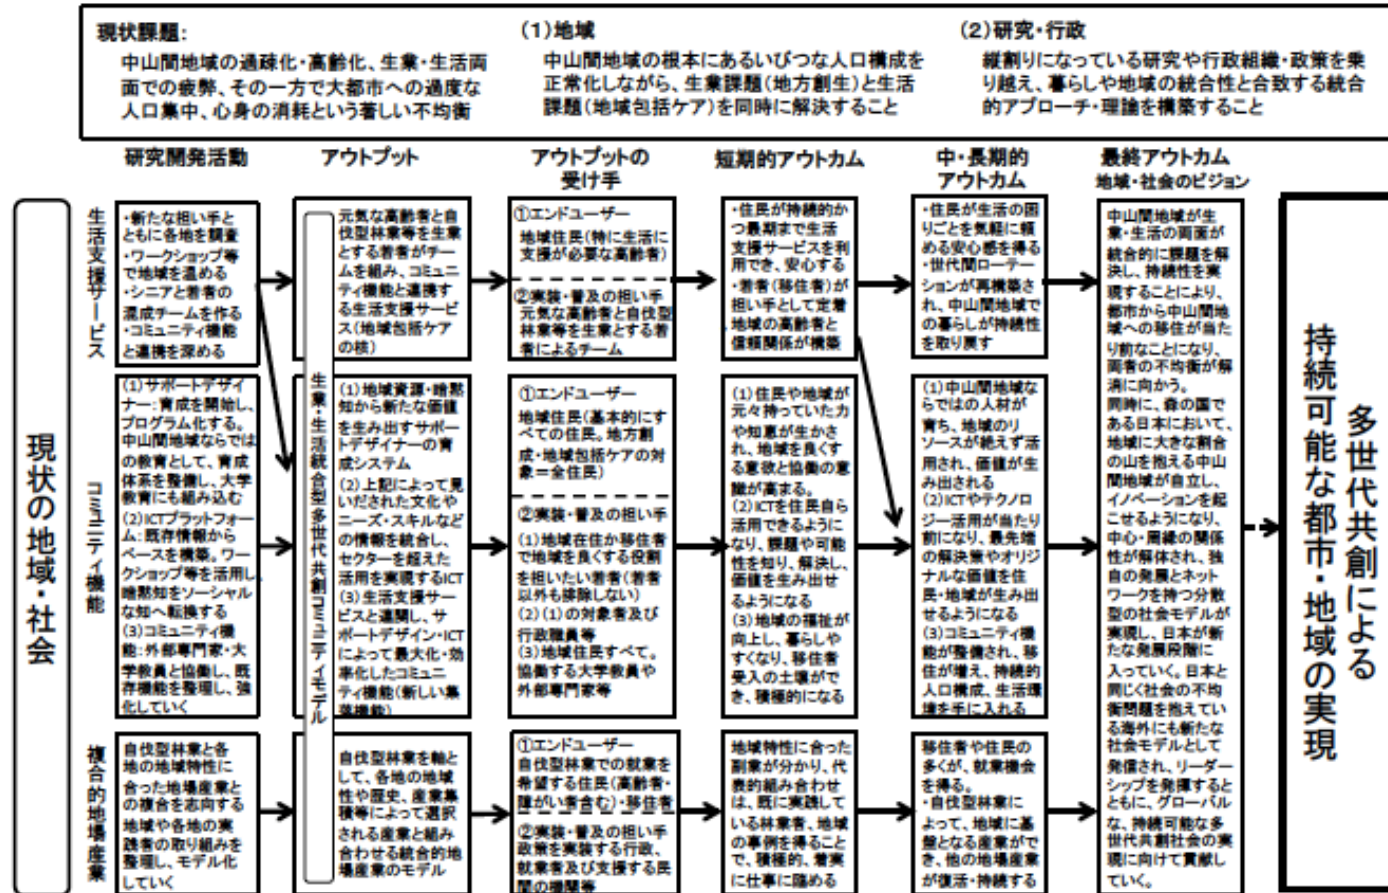 現状課題:
中山間地域の過疎化・高齢化、生業・生活両
面での疲弊、その一方で大都市への過度な
人口集中、心身の消耗という著しい不均衡
(1)地域
中山間地域の根本にあるいびつな人口構成を
正常化しながら、生業課題(地方創生)と生活
課題(地域包括ケア)を同時に解決すること
(2)研究・行政
縦割りになっている研究や行政組織・政策を乗
り越え、暮らしや地域の統合性と合致する統合
的アプローチ・理論を構築すること
研究開発活動
アウトプット
アウトプットの
受け手
短期的アウトカム
中・長期的
アウトカム
最終アウトカム
地域・社会のビジョン
現状の地域・社会
生活支援サービス
・新たな担い手と
ともに各地を調査
・ワークショップ等
で地域を温める
・シニアと若者の
混成チームを作る
・コミュニティ機能
と連携を深める
元気な高齢者と自
伐型林業等を生業
とする若者がチー
ムを組み、コミュニ
ティ機能と連携す
る生活支援サービ
ス(地域包括ケア
の核)
①エンドユーザー
地域住民(特に生活に
支援が必要な高齢者)
②実装・普及の担い手
元気な高齢者と自伐型
林業等を生業とする若
者によるチーム
・住民が持続的か
つ最期まで生活
支援サービスを利
用でき、安心する
・若者(移住者)が
担い手として定着
地域の高齢者と
信頼関係が構築
・住民が生活の困
りごとを気軽に頼
める安心感を得る
・世代間ローテー
ションが再構築さ
れ、中山間地域で
の暮らしが持続性
を取り戻す
コミュニティ機能
(1)サポートデザイ
ナー:育成を開始し、
プログラム化する。
中山間地域ならでは
の教育として、育成
体系を整備し、大学
教育にも組み込む
(2)ICTプラットフォー
ム:既存情報から
ベースを構築。ワー
クショップ等を活用し、
暗黙知をソーシャル
な知へ転換する
(3)コミュニティ機
能:外部専門家・大
学教員と協働し、既
存機能を整理し、強
化していく
生業・生活統合型多世代共創コミュニティモデル
(1)地域資源・暗黙
知から新たな価値
を生み出すサポー
トデザイナーの育
成システム
(2)上記によって見
いだされた文化や
ニーズ・スキルなど
の情報を統合し、
セクターを超えた
活用を実現するICT
(3)生活支援サー
ビスと連関し、サ
ポートデザイン・ICT
によって最大化・効
率化したコミュニ
ティ機能(新しい集
落機能)
①エンドユーザー
地域住民(基本的にす
べての住民。地方創
成・地域包括ケアの対
象=全住民)
②実装・普及の担い手
(1)地域在住か移住者
で地域を良くする役割
を担いたい若者(若者
以外も排除しない)
(2)(1)の対象者及び
行政職員等
(3)地域住民すべて。
協働する大学教員や
外部専門家等
(1)住民や地域が
元々持っていた力
や知恵が生かさ
れ、地域を良くす
る意欲と協働の意
識が高まる。
(2)ICTを住民自ら
活用できるように
なり、課題や可能
性を知り、解決し、
価値を生み出せ
るようになる
(3)地域の福祉が
向上し、暮らしや
すくなり、移住者
受入の土壌がで
き、積極的になる
(1)中山間地域な
らではの人材が
育ち、地域のリ
ソースが絶えず活
用され、価値が生
み出される
(2)ICTやテクノロ
ジー活用が当たり
前になり、最先端
の解決策やオリジ
ナルな価値を住
民・地域が生み出
せるようになる
(3)コミュニティ機
能が整備され、移
住が増え、持続的
人口構成、生活環
境を手に入れる
複合的地場産業
自伐型林業と各
地の地域特性に
合った地場産業と
の複合を志向する
地域や各地の実
践者の取り組みを
整理し、モデル化
していく
自伐型林業を軸
として、各地の地域
性や歴史、産業集
積等によって選択
される産業と組み
合わせる統合的地
場産業のモデル
①エンドユーザー
自伐型林業での就業を
希望する住民(高齢者・
障がい者含む)・移住者
②実装・普及の担い手
政策を実装する行政、
就業者及び支援する民
間の機関等
地域特性に合った
副業が分かり、代
表的組み合わせ
は、既に実践して
いる林業者、地域
の事例を得ること
で、積極的、着実
に仕事に臨める
移住者や住民の
多くが、就業機会
を得る。
・自伐型林業に
よって、地域に基
盤となる産業がで
き、他の地場産業
が復活・持続する
中山間地域が生
業・生活の両面が
統合的に課題を解
決し、持続性を実
現することにより、
都市から中山間地
域への移住が当た
り前なことになり、
両者の不均衡が解
消に向かう。
同時に、森の国で
ある日本において、
地域に大きな割合
の山を抱える中山
間地域が自立し、
イノベーションを起
こせるようになり、
中心・周縁の関係
性が解体され、独
自の発展とネット
ワークを持つ分散
型の社会モデルが
実現し、日本が新
たな発展段階に
入っていく。日本と
同じく社会の不均
衡問題を抱えてい
る海外にも新たな
社会モデルとして
発信され、リーダー
シップを発揮すると
ともに、グローバル
な、持続可能な多
世代共創社会の実
現に向けて貢献し
ていく。
多世代共創による
持続可能な都市・地域の実現